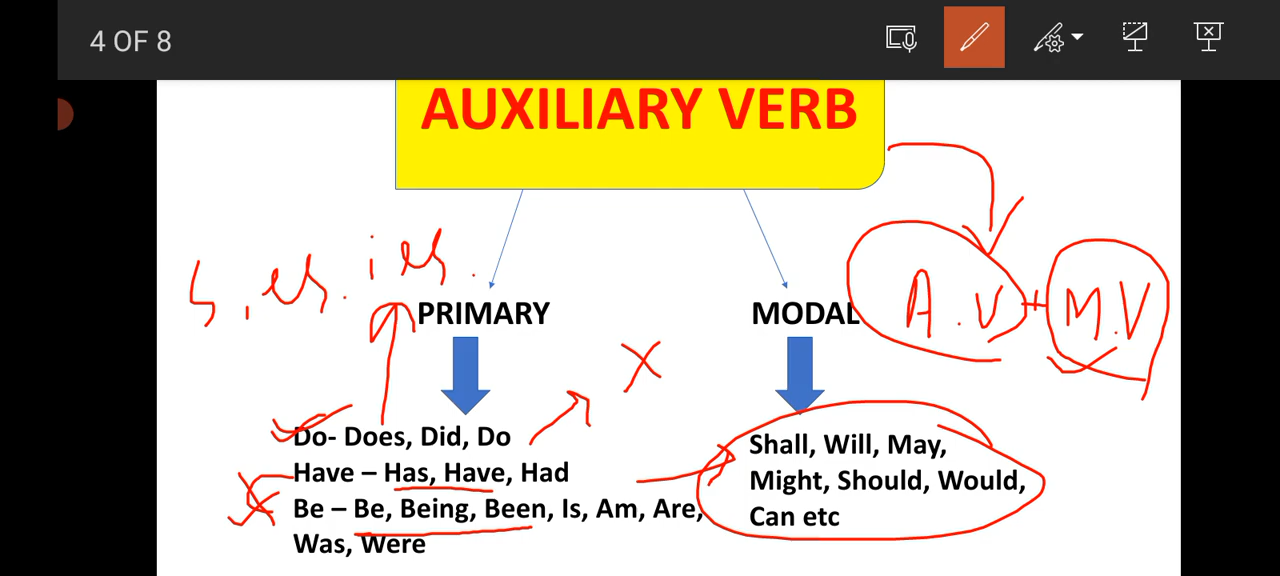 4 OF 8
AUXILIARY VERB
S, es. ies.
PRIMARY
MODAL
A.V + M.V
Do- Does, Did, Do
Have – Has, Have, Had
Be – Be, Being, Been, Is, Am, Are,
Was, Were
Shall, Will, May,
Might, Should, Would,
Can etc